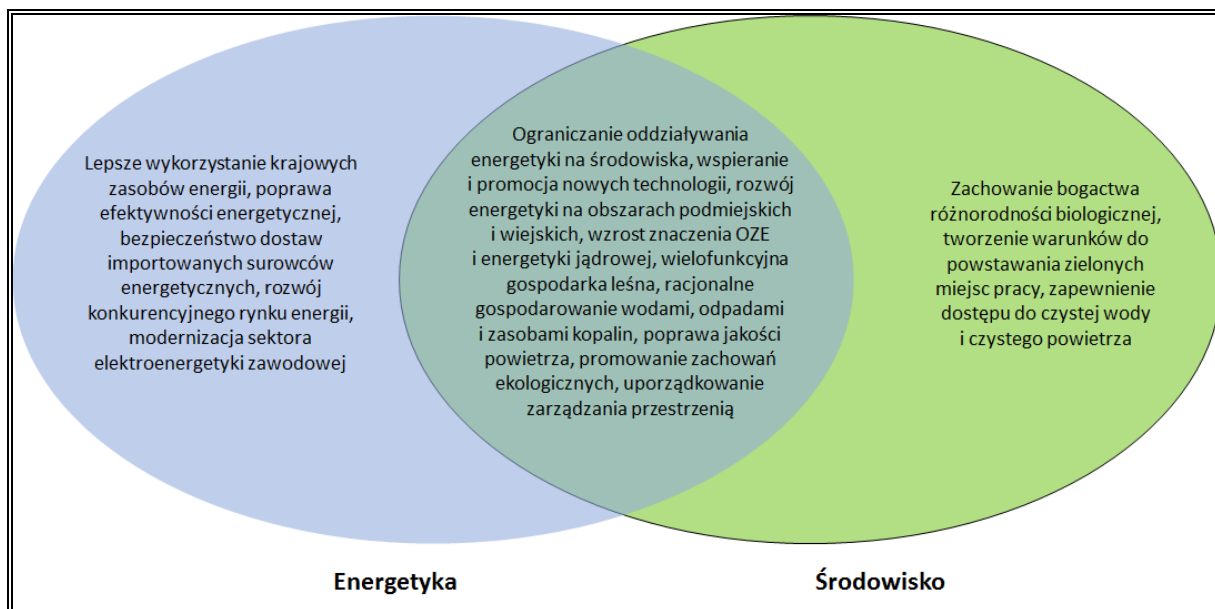 Lepsze wykorzystanie krajowych
zasobów energii, poprawa
efektywności energetycznej,
bezpieczeństwo dostaw
importowanych surowców
energetycznych, rozwój
konkurencyjnego rynku energii,
modernizacja sektora
elektroenergetyki zawodowej
Ograniczanie oddziaływania
energetyki na środowiska, wspieranie
i promocja nowych technologii, rozwój
energetyki na obszarach podmiejskich
i wiejskich, wzrost znaczenia OZE
i energetyki jądrowej, wielofunkcyjna
gospodarka leśna, racjonalne
gospodarowanie wodami, odpadami
i zasobami kopalin, poprawa jakości
powietrza, promowanie zachowań
ekologicznych, uporządkowanie
zarządzania przestrzenią
Zachowanie bogactwa
różnorodności biologicznej,
tworzenie warunków do
powstawania zielonych
miejsc pracy, zapewnienie
dostępu do czystej wody
i czystego powietrza
Energetyka
Środowisko